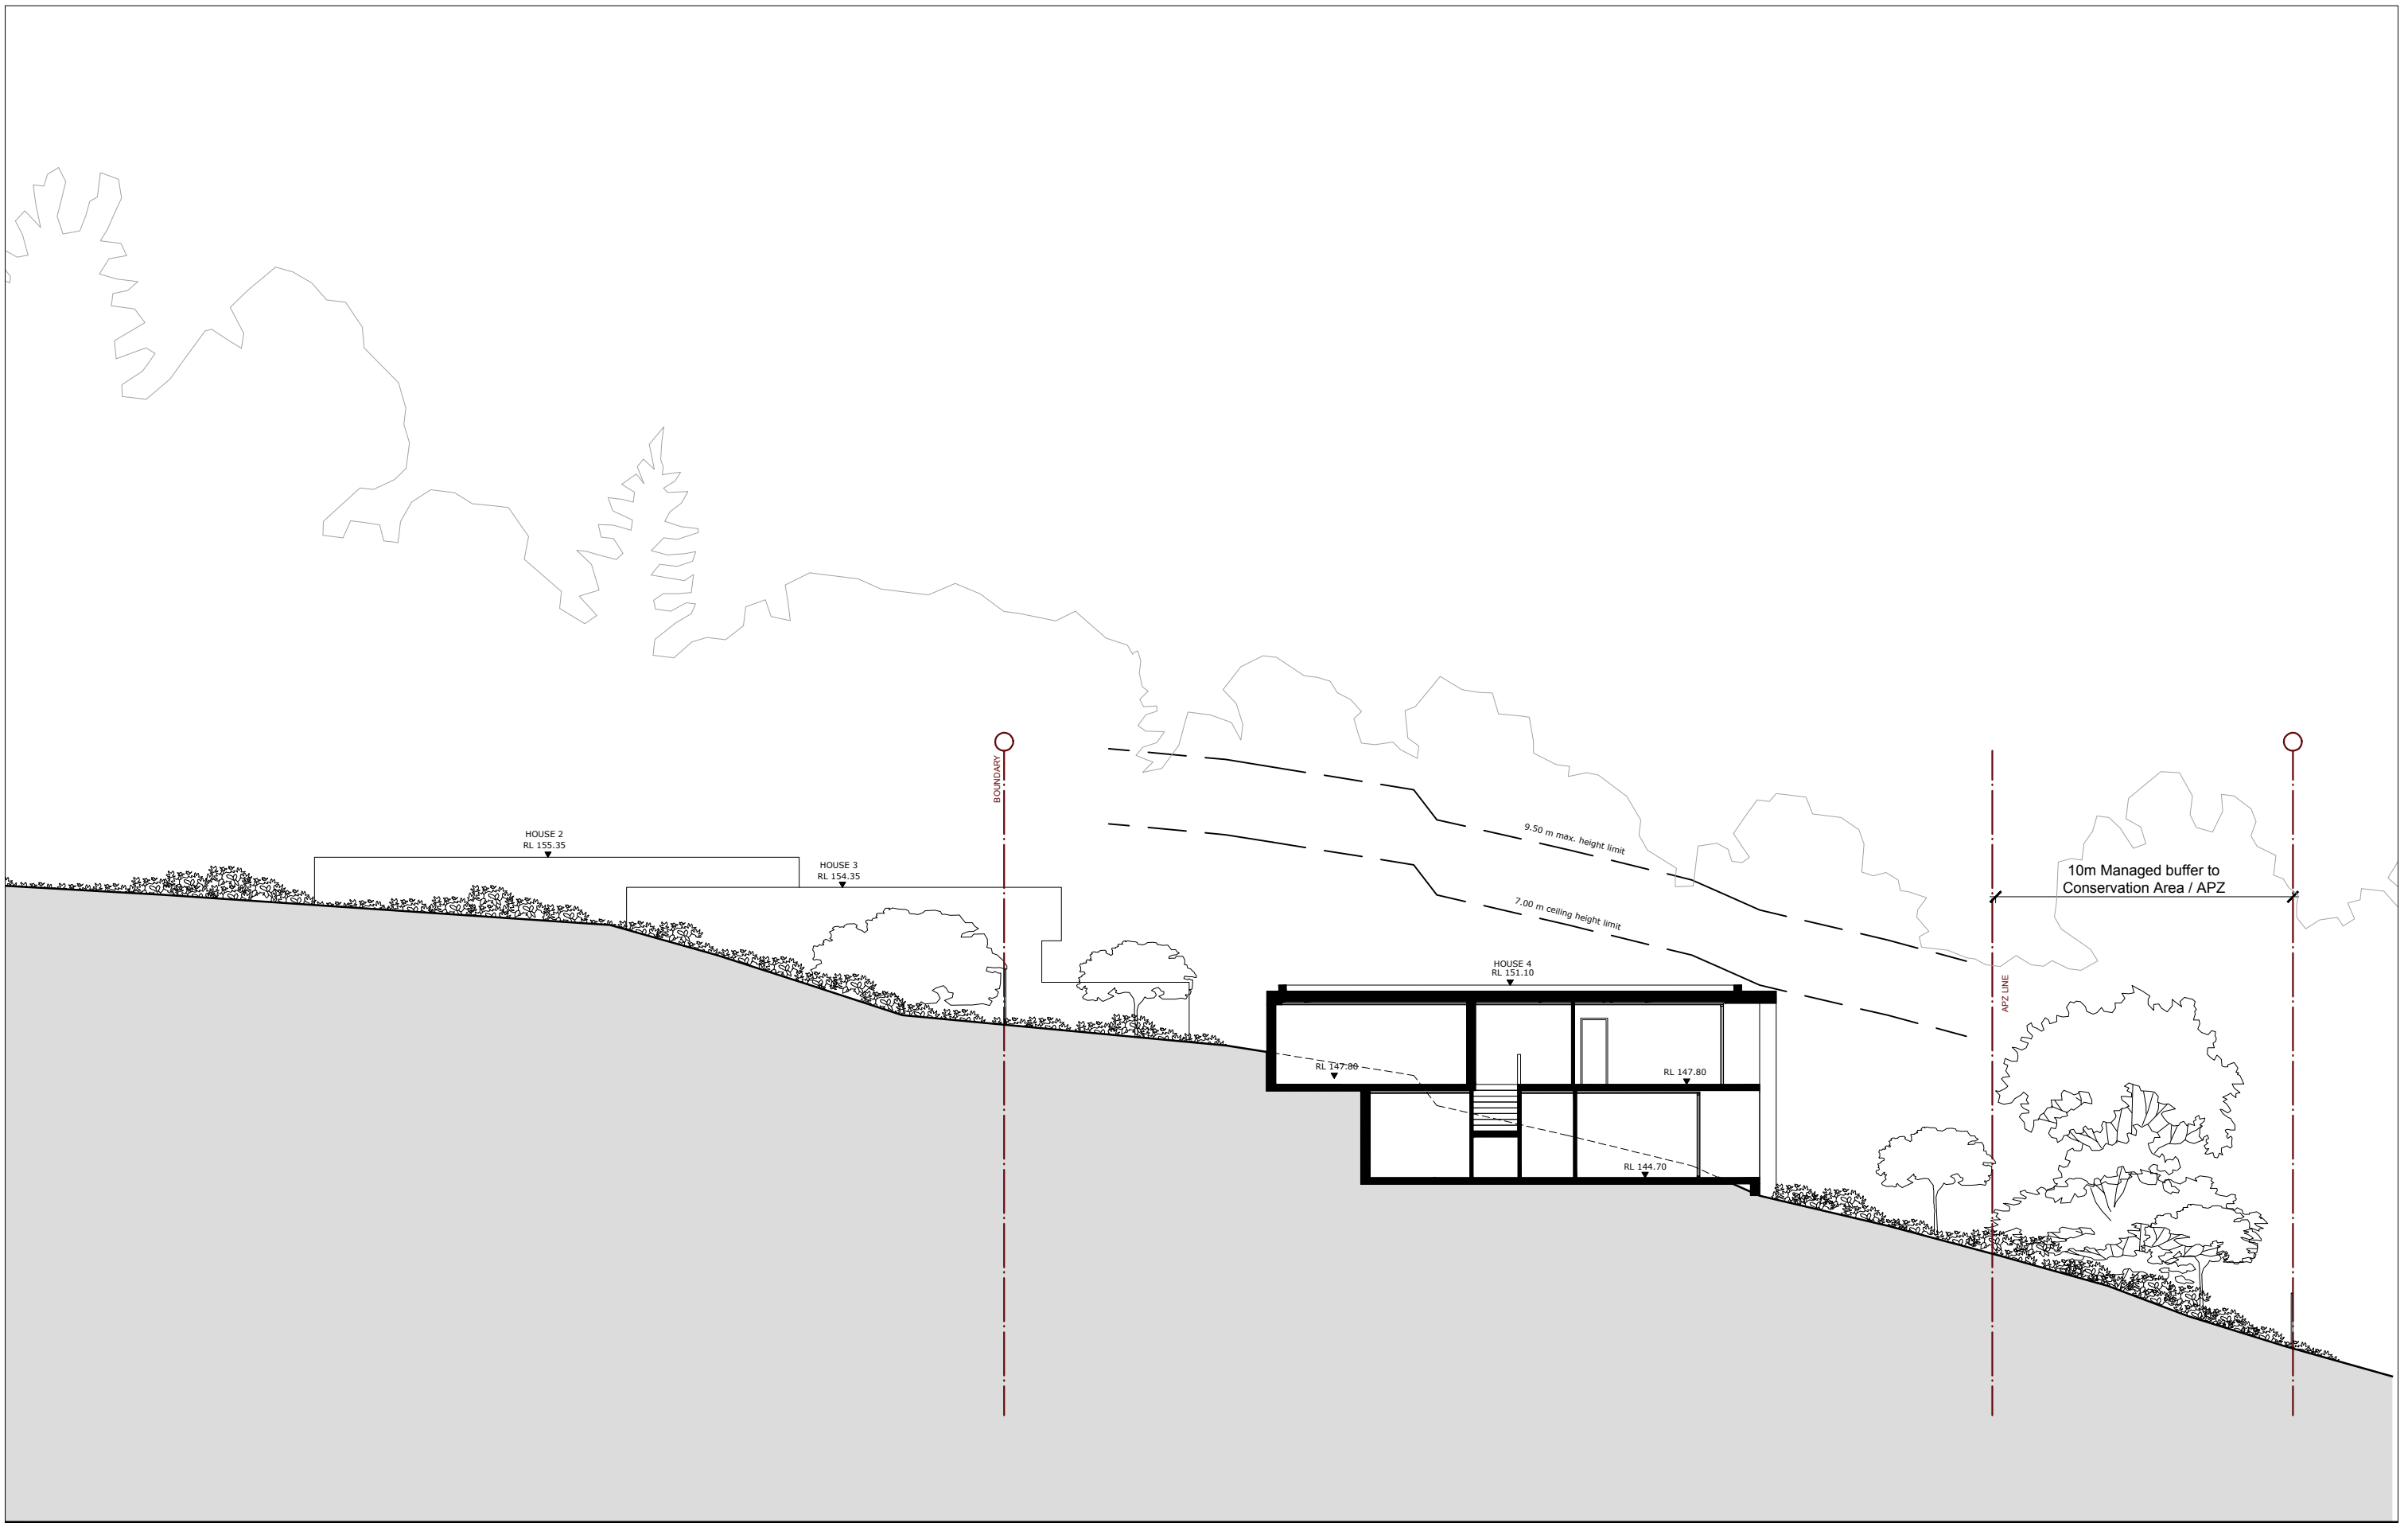 BOUNDARY
9.50 m max. height limit
HOUSE 2
RL 155.35
HOUSE 3
RL 154.35
10m Managed buffer to
Conservation Area / APZ
7.00 m ceiling height limit
HOUSE 4
RL 151.10
APZ LINE
RL 147.80
RL 147.80
RL 144.70